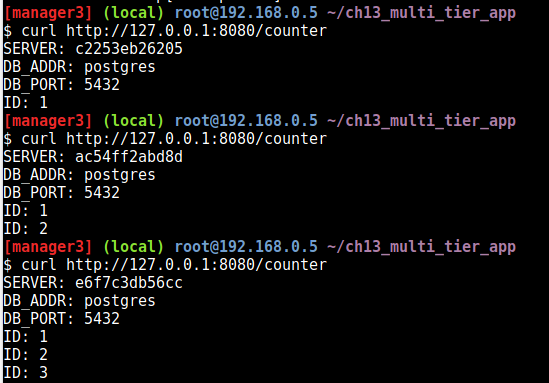 [manager3] (local) root@192.168.0.5 ~/ch13_multi_tier_app
$ curl http://127.0.0.1:8080/counter
SERVER: c2253eb26205
DB_ADDR: postgres
DB_PORT: 5432
ID: 1
[manager3] (local) root@192.168.0.5 ~/ch13_multi_tier_app
$ curl http://127.0.0.1:8080/counter
SERVER: ac54ff2abd8d
DB_ADDR: postgres
DB_PORT: 5432
ID: 1
ID: 2
[manager3] (local) root@192.168.0.5 ~/ch13_multi_tier_app
$ curl http://127.0.0.1:8080/counter
SERVER: e6f7c3db56cc
DB_ADDR: postgres
DB_PORT: 5432
ID: 1
ID: 2
ID: 3